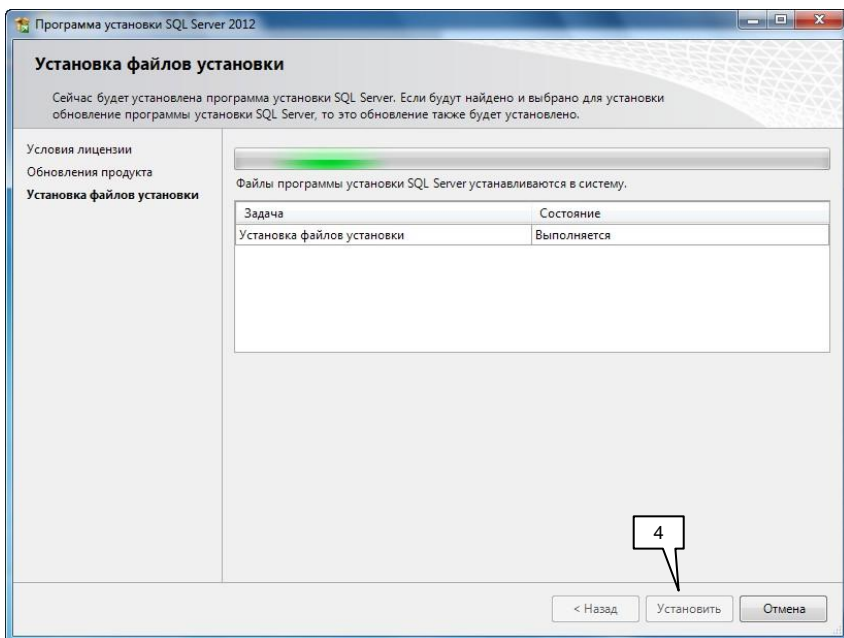 Программа установки SQL Server 2012
Установка файлов установки
Сейчас будет установлена программа установки SQL Server. Если будут найдено и выбрано для установки
обновление программы установки SQL Server, то это обновление также будет установлено.
Условия лицензии
Обновления продукта
Установка файлов установки
Файлы программы установки SQL Server устанавливаются в систему.
Задача Состояние
Установка файлов установки Выполняется
4
< Назад Установить Отмена